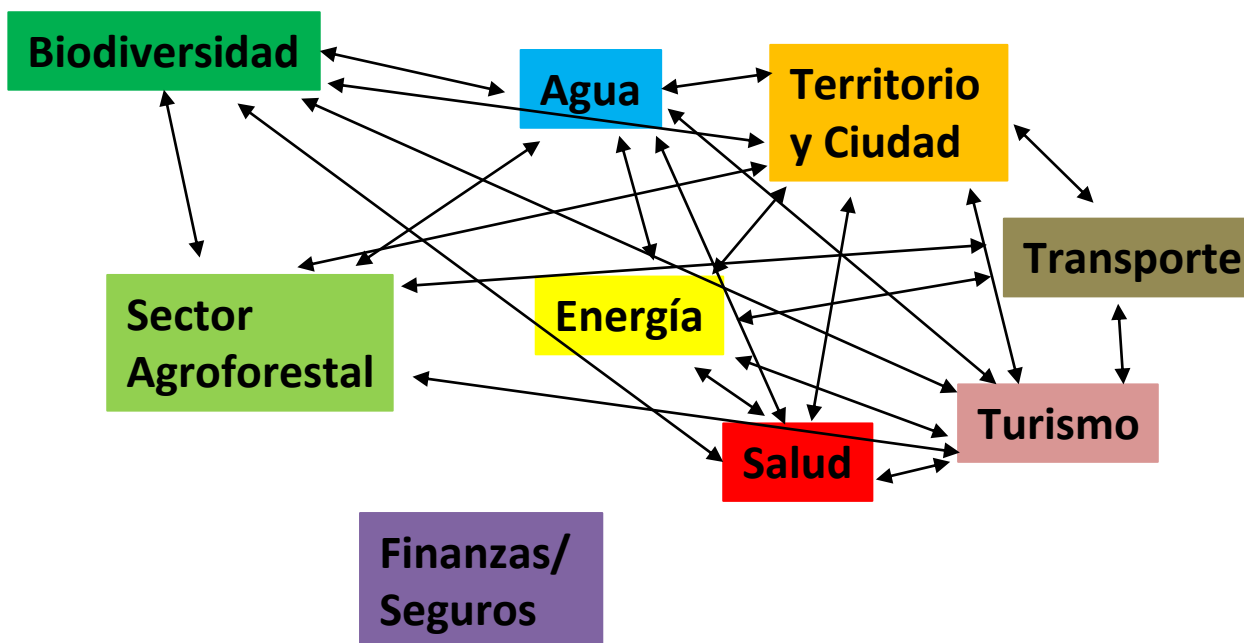 Biodiversidad
Agua
Territorio
y Ciudad
Transporte
Sector
Agroforestal
Energía
Turismo
Salud
Finanzas/
Seguros